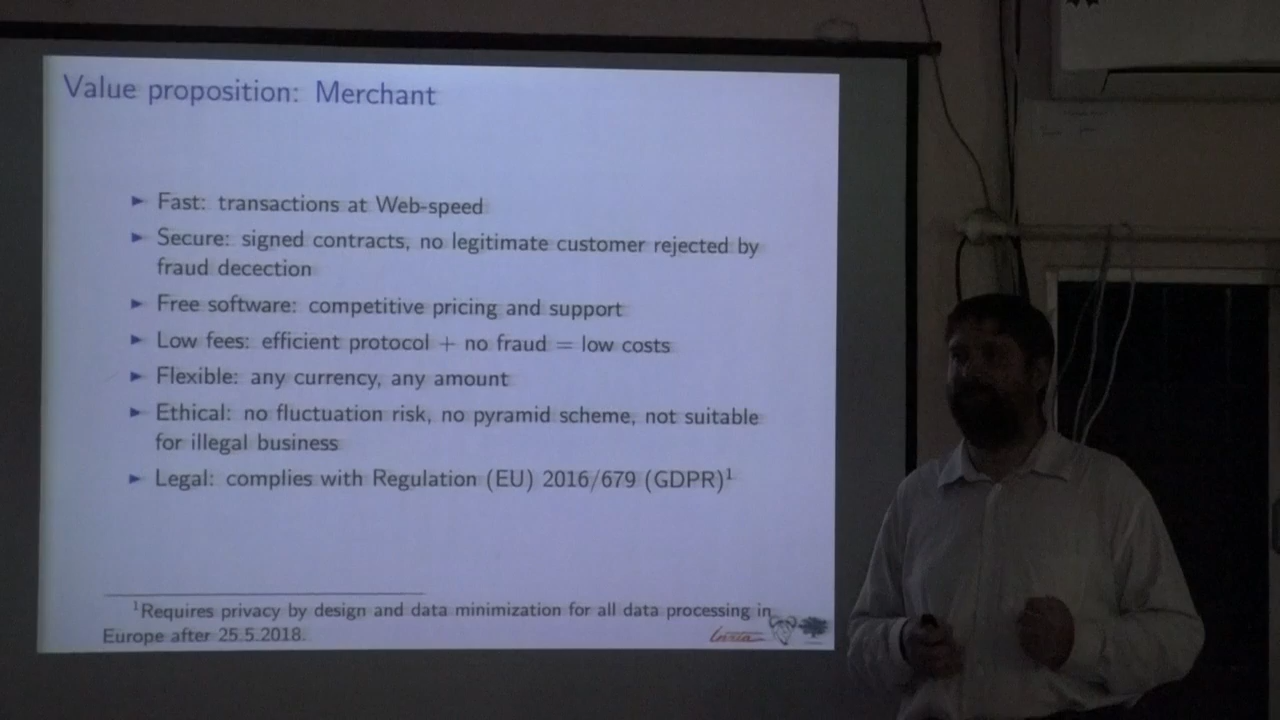 Value proposition: Merchant
► Fast: transactions at Web-speed
► Secure: signed contracts, no legitimate customer rejected by
fraud decection
► Free software: competitive pricing and support
► Low fees: efficient protocol + no fraud = low costs
► Flexible: any currency, any amount
► Ethical: no fluctuation risk, no pyramid scheme, not suitable
for illegal business
► Legal: complies with Regulation (EU) 2016/679 (GDPR)¹
¹Requires privacy by design and data minimization for all data processing in
Europe after 25.5.2018.
Inria